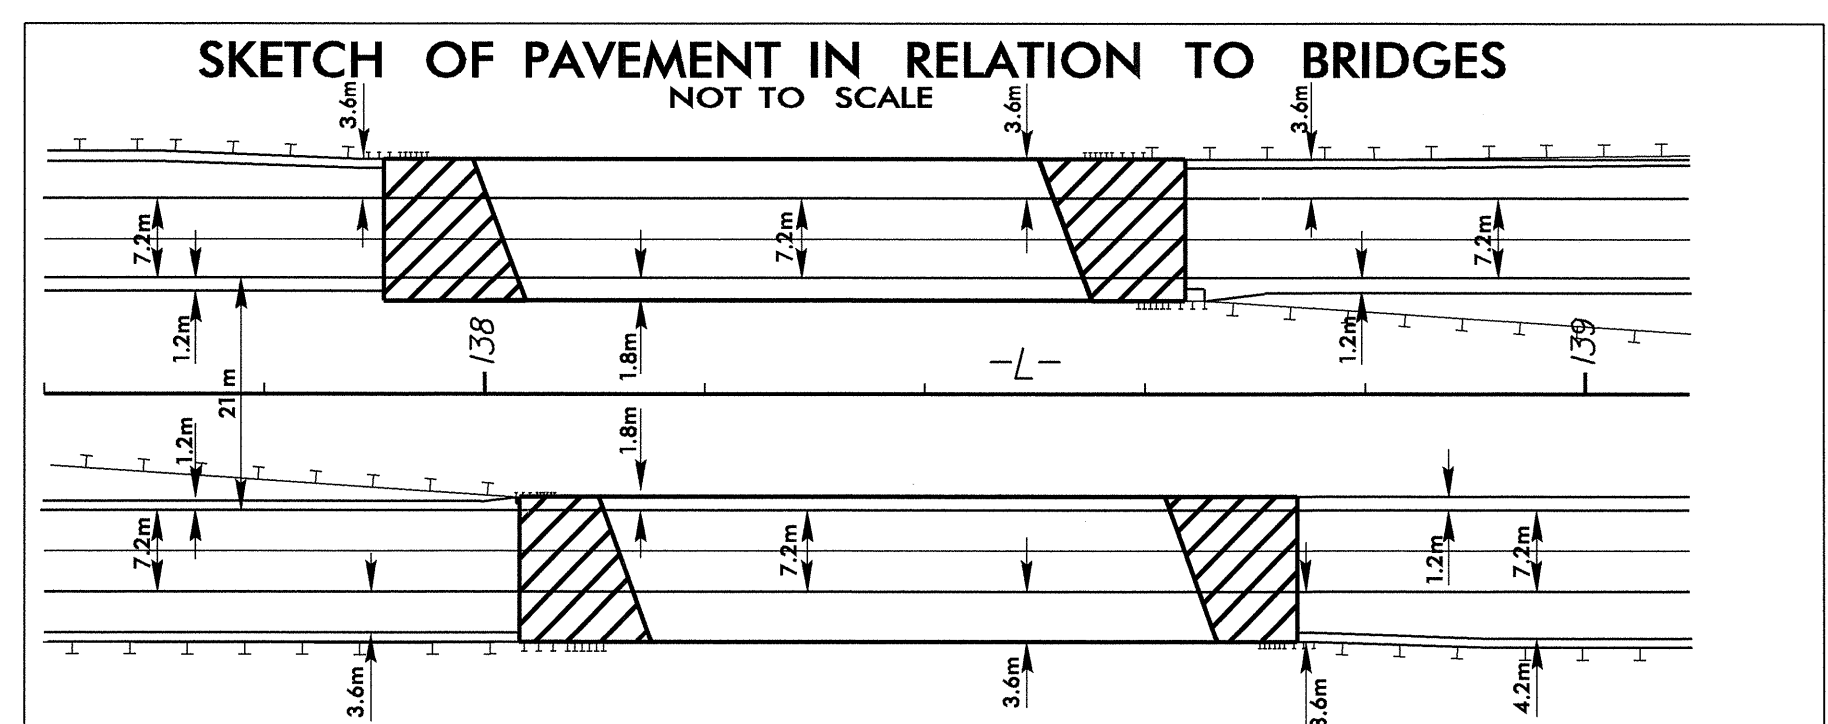 SKETCH OF PAVEMENT IN RELATION TO BRIDGES
NOT TO SCALE
3.6m
3.6m
3.6m
7.2m
7.2m
7.2m
1.2m
1.8m
1.2m
138
-L-
139
21 m
1.2m
1.8m
7.2m
7.2m
1.2m
7.2m
3.6m
3.6m
3.6m
4.2m